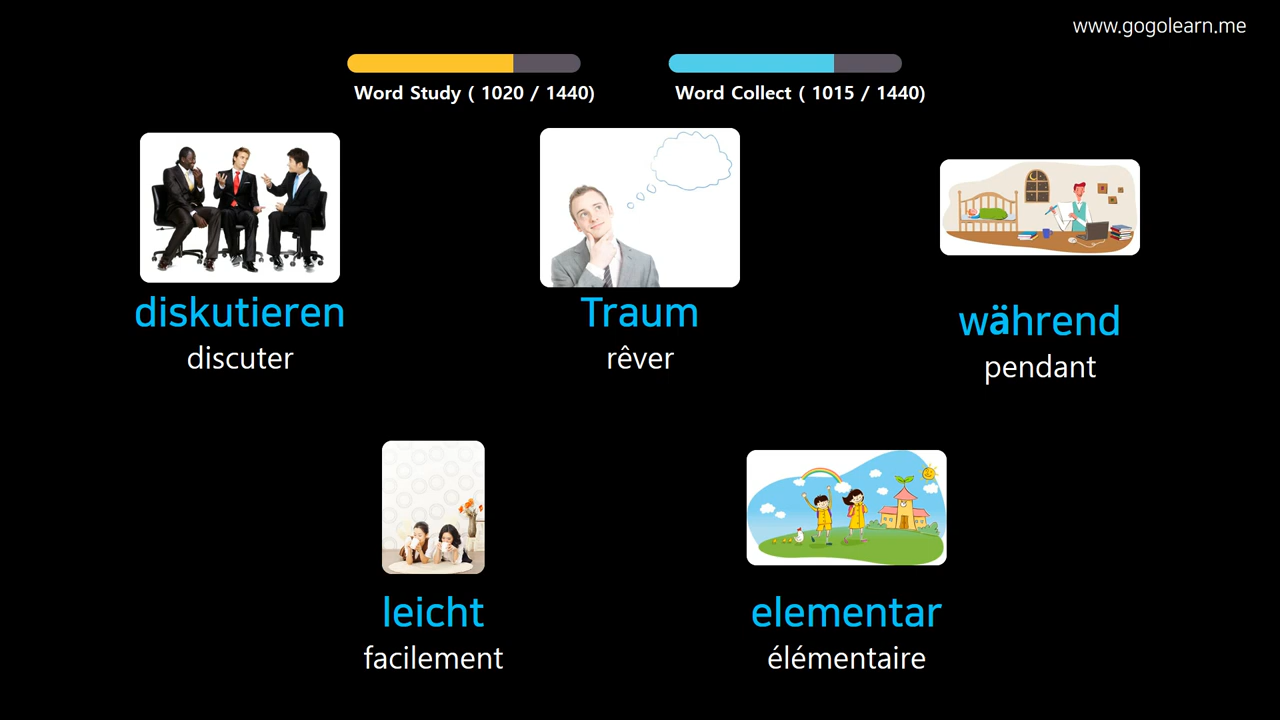 www.gogolearn.me
Word Study ( 1020 / 1440)
Word Collect ( 1015 / 1440)
diskutieren
discuter
Traum
rêver
während
pendant
leicht
facilement
elementar
élémentaire